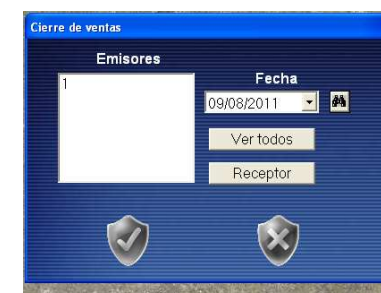 Cierre de ventas
Emisores
1
Fecha
09/08/2011
Ver todos
Receptor